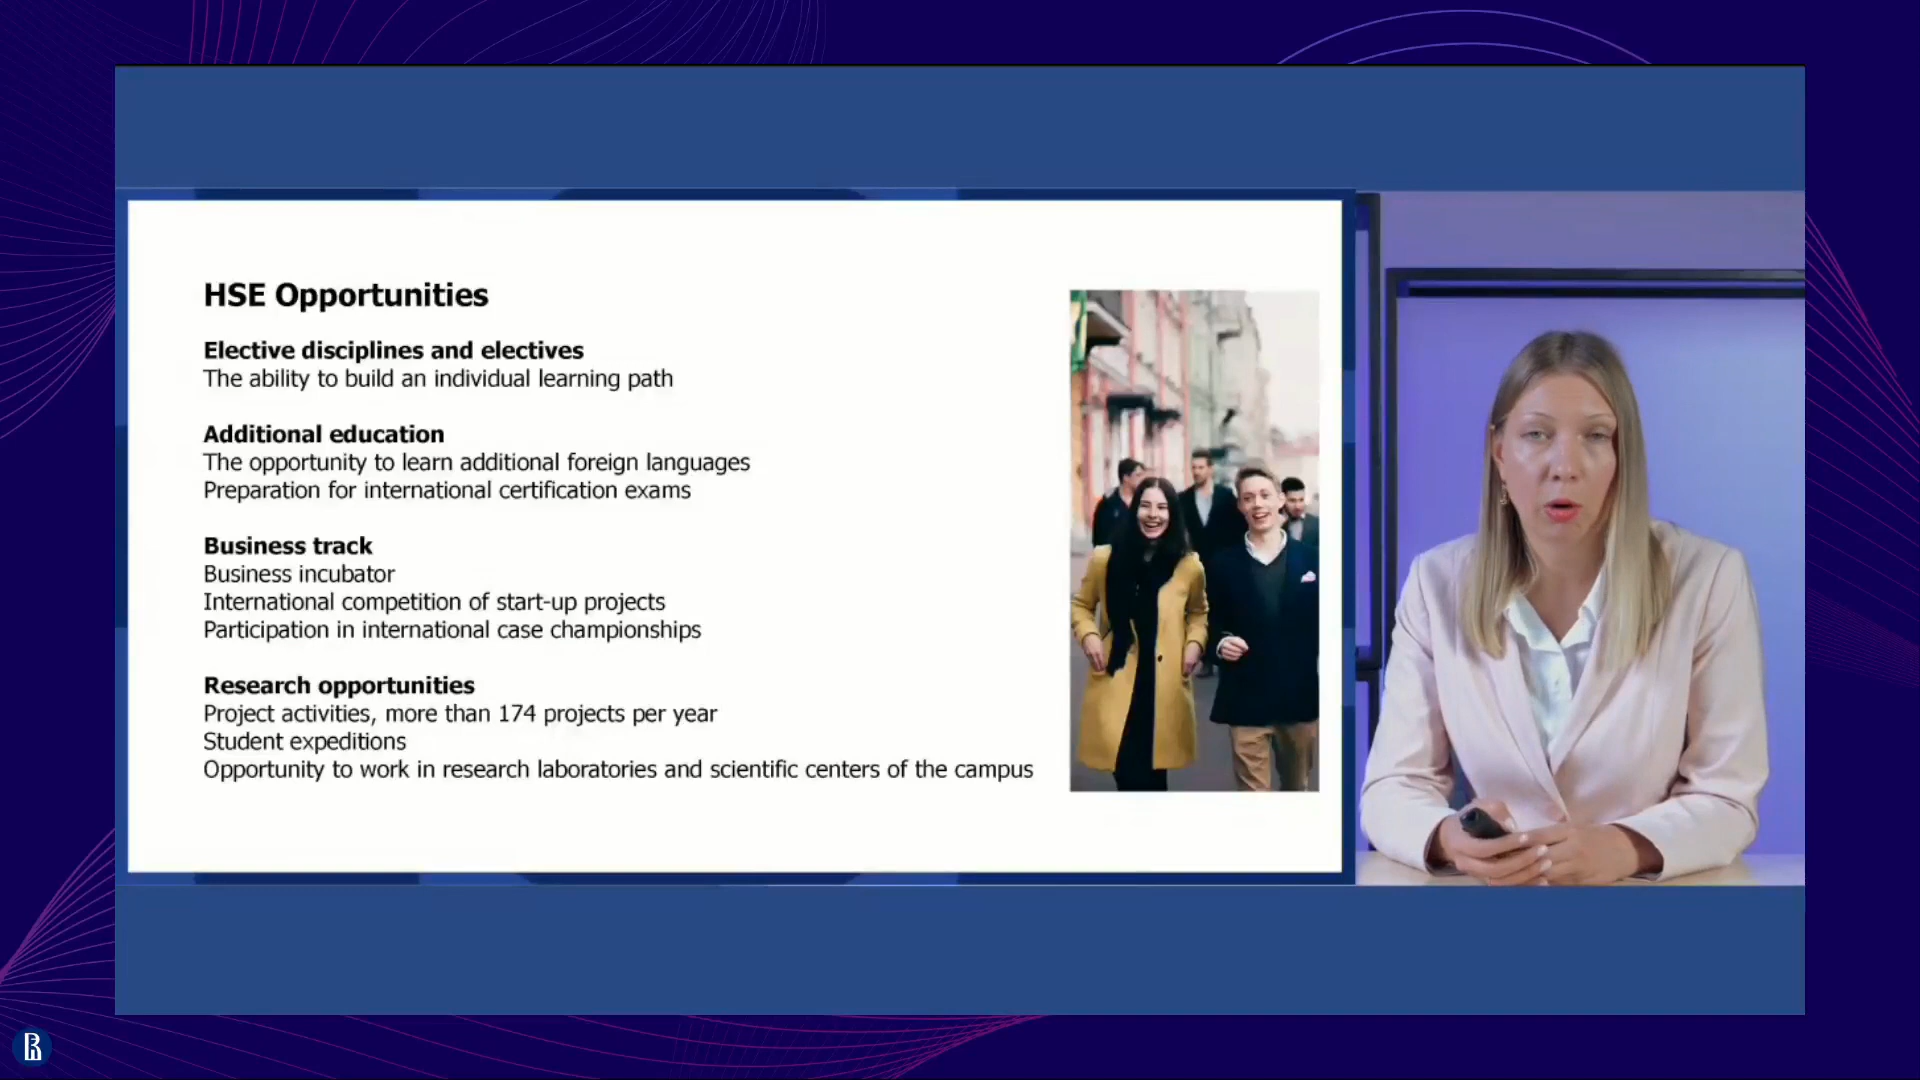 HSE Opportunities
Elective disciplines and electives
The ability to build an individual learning path
Additional education
The opportunity to learn additional foreign languages
Preparation for international certification exams
Business track
Business incubator
International competition of start-up projects
Participation in international case championships
Research opportunities
Project activities, more than 174 projects per year
Student expeditions
Opportunity to work in research laboratories and scientific centers of the campus